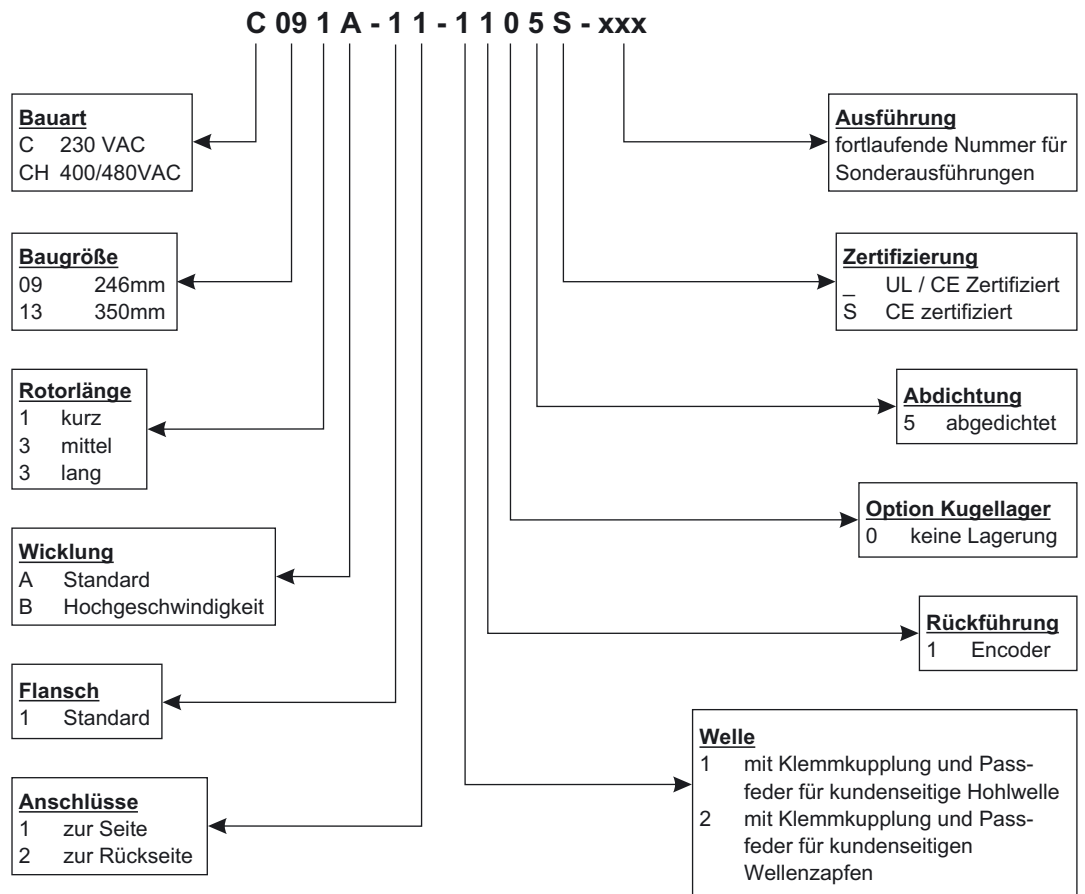 C 09 1 A - 1 1 - 1 1 0 5 S - xxx
Bauart
C 230 VAC
CH 400/480VAC
Baugröße
09 246mm
13 350mm
Rotorlänge
1 kurz
3 mittel
3 lang
Wicklung
A Standard
B Hochgeschwindigkeit
Flansch
1 Standard
Anschlüsse
1 zur Seite
2 zur Rückseite
Ausführung
fortlaufende Nummer für
Sonderausführungen
Zertifizierung
_ UL / CE Zertifiziert
S CE zertifiziert
Abdichtung
5 abgedichtet
Option Kugellager
0 keine Lagerung
Rückführung
1 Encoder
Welle
1 mit Klemmkupplung und Pass-
feder für kundenseitige Hohlwelle
2 mit Klemmkupplung und Pass-
feder für kundenseitigen
Wellenzapfen